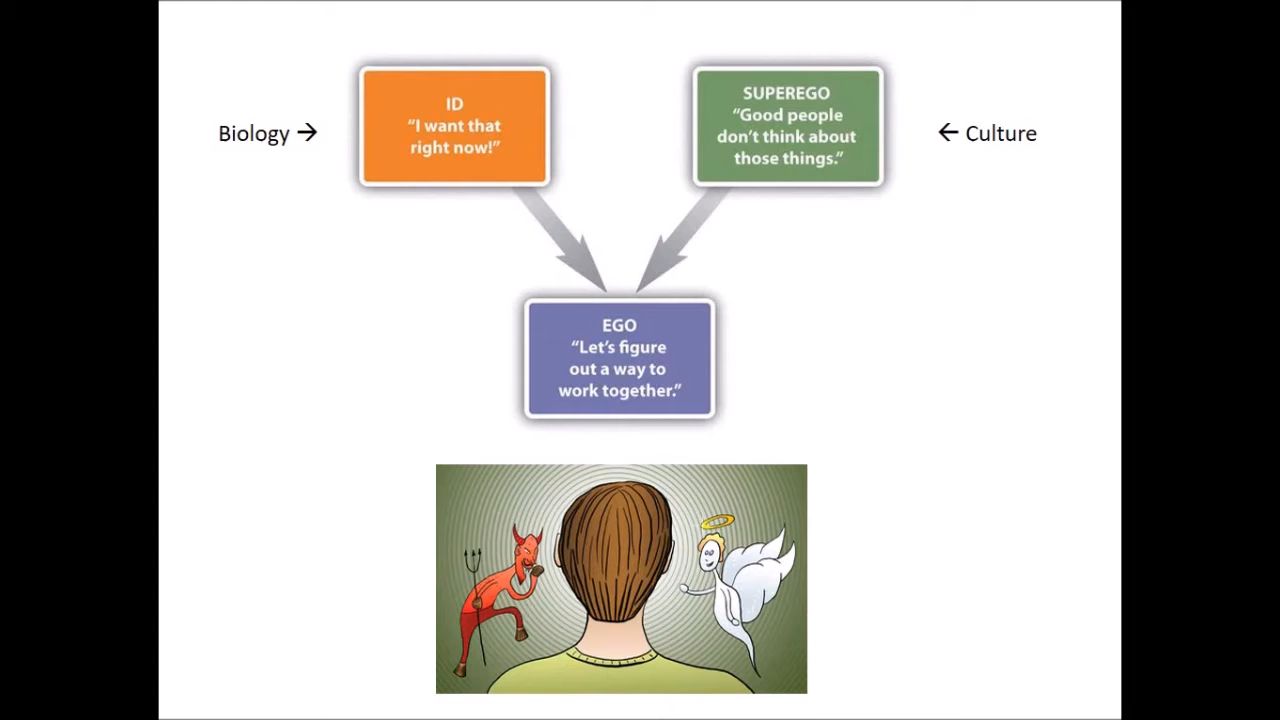 Biology →
ID
“I want that
right now!”
SUPEREGO
“Good people
don’t think about
those things.”
← Culture
EGO
“Let’s figure
out a way to
work together.”